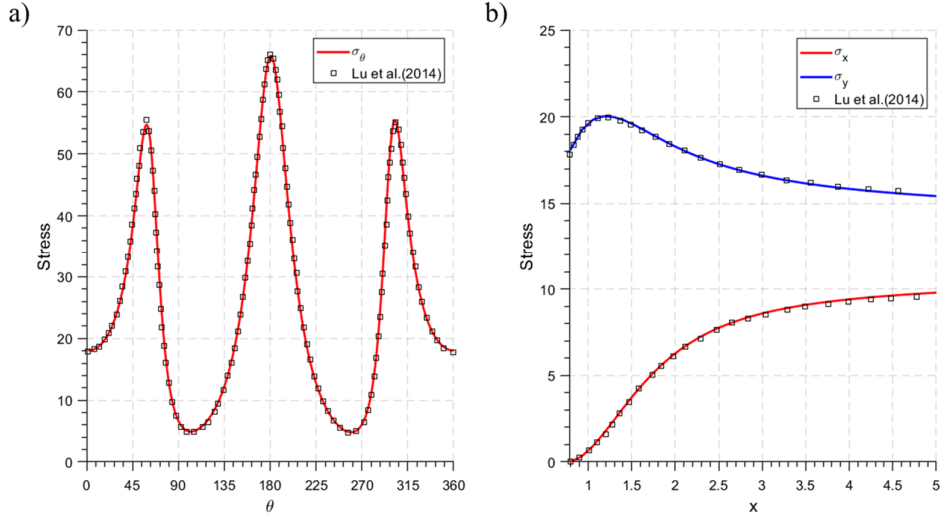 a)
70
60
50
40
30
20
10
0
Stress
0 45 90 135 180 225 270 315 360
θ
σθ
Lu et al.(2014)
b)
25
20
15
10
5
0
Stress
1 1.5 2 2.5 3 3.5 4 4.5 5
x
σx
σy
Lu et al.(2014)